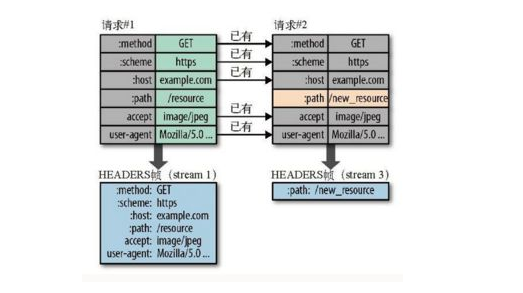 请求#1
请求#2
:method GET 已有 :method GET
:scheme https 已有 :scheme https
:host example.com 已有 :host example.com
:path /resource :path /new_resource
accept image/jpeg 已有 accept image/jpeg
user-agent Mozilla/5.0 ... 已有 user-agent Mozilla/5.0 ...
HEADERS帧（stream 1）
:method: GET
:scheme: https
:host: example.com
:path: /resource
accept: image/jpeg
user-agent: Mozilla/5.0 ...
HEADERS帧（stream 3）
:path: /new_resource